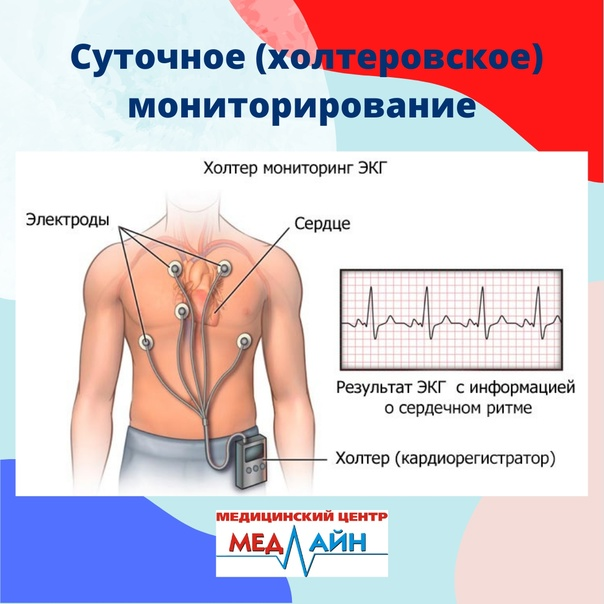 Суточное (холтеровское)
мониторирование
Холтер мониторинг ЭКГ
Электроды
Сердце
Результат ЭКГ с информацией
о сердечном ритме
Холтер (кардиорегистратор)
МЕДИЦИНСКИЙ ЦЕНТР
МЕДЛАЙН